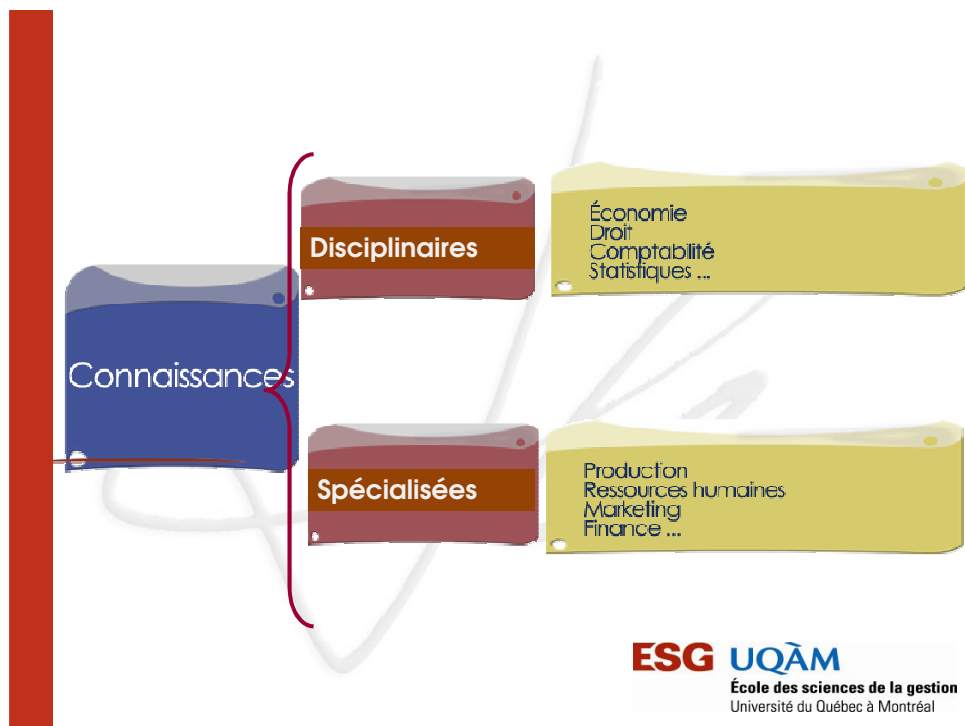 Connaissances
Disciplinaires
Économie
Droit
Comptabilité
Statistiques ...
Spécialisées
Production
Ressources humaines
Marketing
Finance ...
ESG UQÀM
École des sciences de la gestion
Université du Québec à Montréal